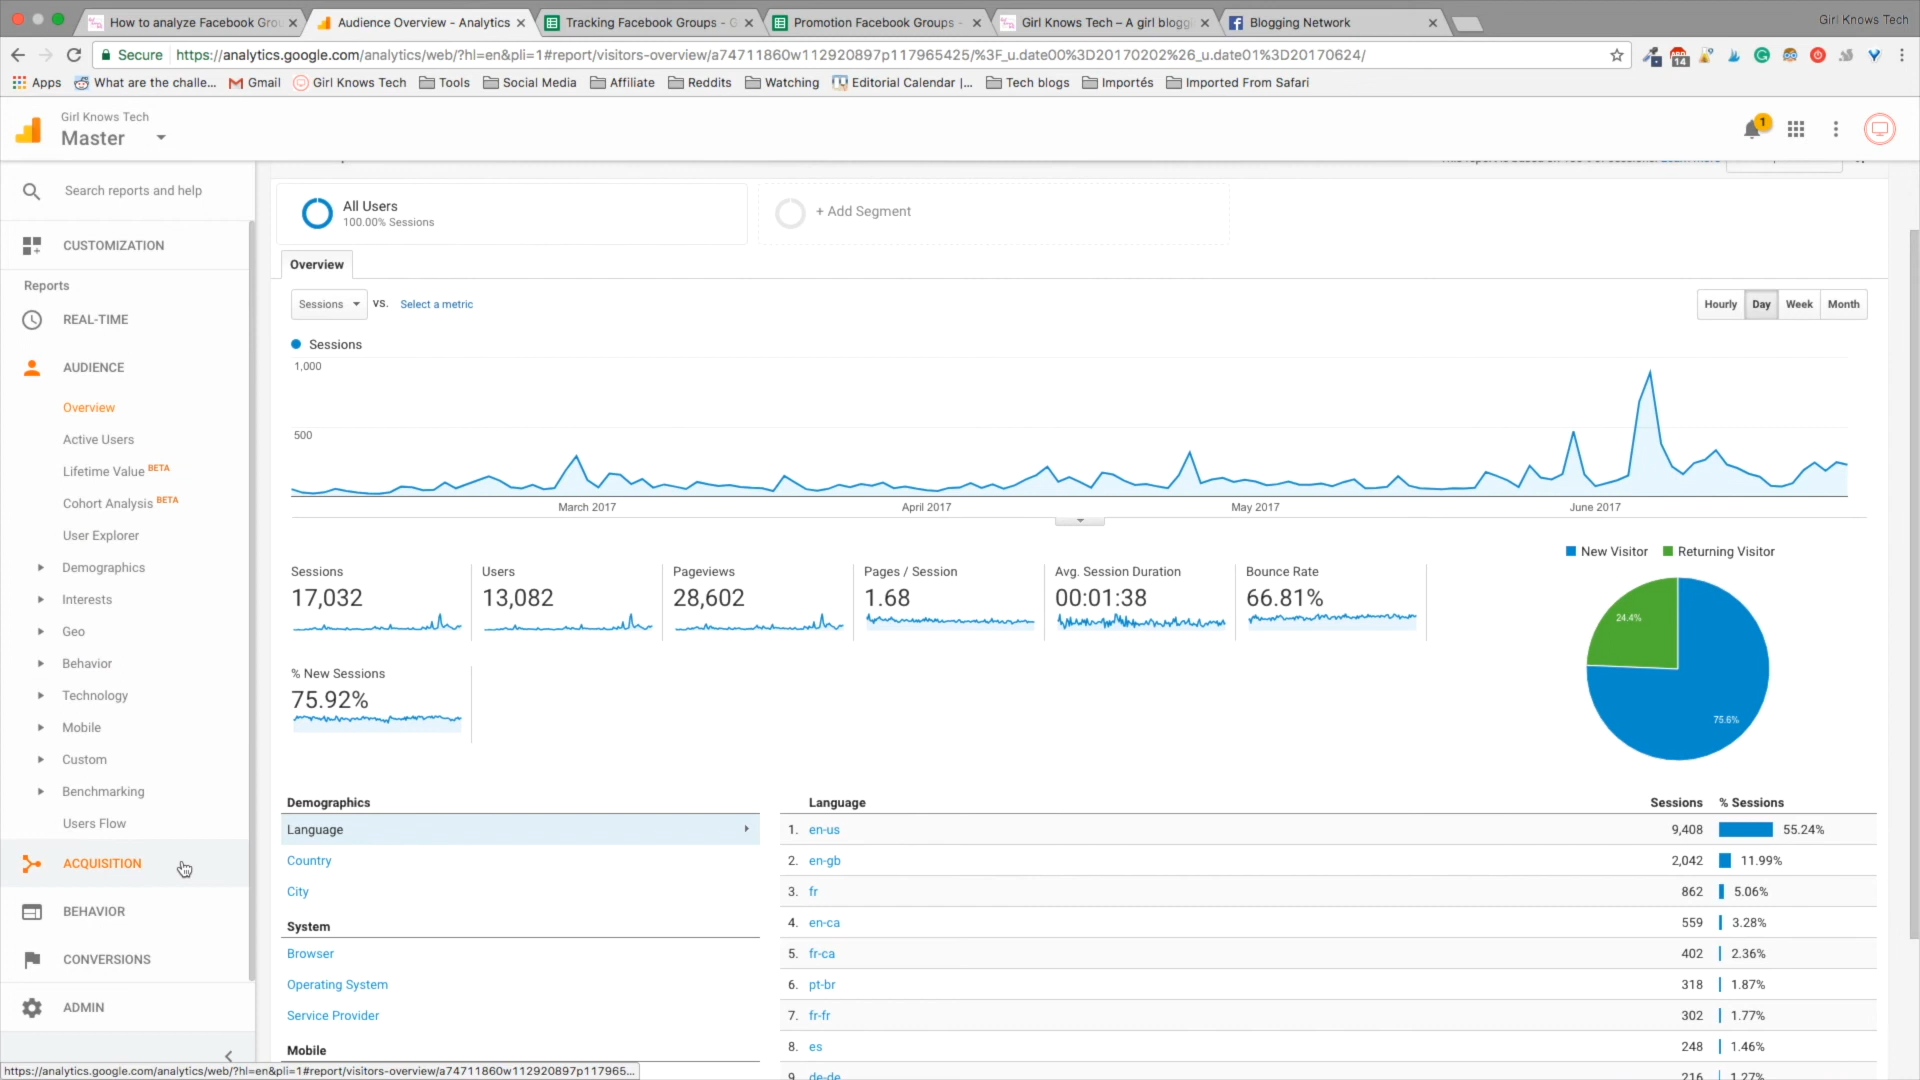 How to analyze Facebook Gro
Audience Overview - Analytics
Tracking Facebook Groups - G
Promotion Facebook Groups -
Girl Knows Tech – A girl bloggi
Blogging Network
Girl Knows Tech
Secure
https://analytics.google.com/analytics/web/?hl=en&pli=1#report/visitors-overview/a74711860w112920897p117965425/%3F_u.date00%3D20170202%26_u.date01%3D20170624/
14
Apps
What are the challe...
Gmail
Girl Knows Tech
Tools
Social Media
Affiliate
Reddits
Watching
Editorial Calendar |...
Tech blogs
Importés
Imported From Safari
Girl Knows Tech
Master
1
Search reports and help
CUSTOMIZATION
Reports
REAL-TIME
AUDIENCE
Overview
Active Users
Lifetime Value BETA
Cohort Analysis BETA
User Explorer
Demographics
Interests
Geo
Behavior
Technology
Mobile
Custom
Benchmarking
Users Flow
ACQUISITION
BEHAVIOR
CONVERSIONS
ADMIN
All Users
100.00% Sessions
+ Add Segment
Overview
Sessions
VS.
Select a metric
Hourly
Day
Week
Month
Sessions
1,000
500
March 2017
April 2017
May 2017
June 2017
Sessions
17,032
Users
13,082
Pageviews
28,602
Pages / Session
1.68
Avg. Session Duration
00:01:38
Bounce Rate
66.81%
% New Sessions
75.92%
New Visitor
Returning Visitor
24.4%
75.6%
Demographics
Language
Country
City
System
Browser
Operating System
Service Provider
Mobile
Language Sessions % Sessions
1. en-us 9,408 55.24%
2. en-gb 2,042 11.99%
3. fr 862 5.06%
4. en-ca 559 3.28%
5. fr-ca 402 2.36%
6. pt-br 318 1.87%
7. fr-fr 302 1.77%
8. es 248 1.46%
9. de-de 216 1.27%
https://analytics.google.com/analytics/web/?hl=en&pli=1#report/visitors-overview/a74711860w112920897p117965...